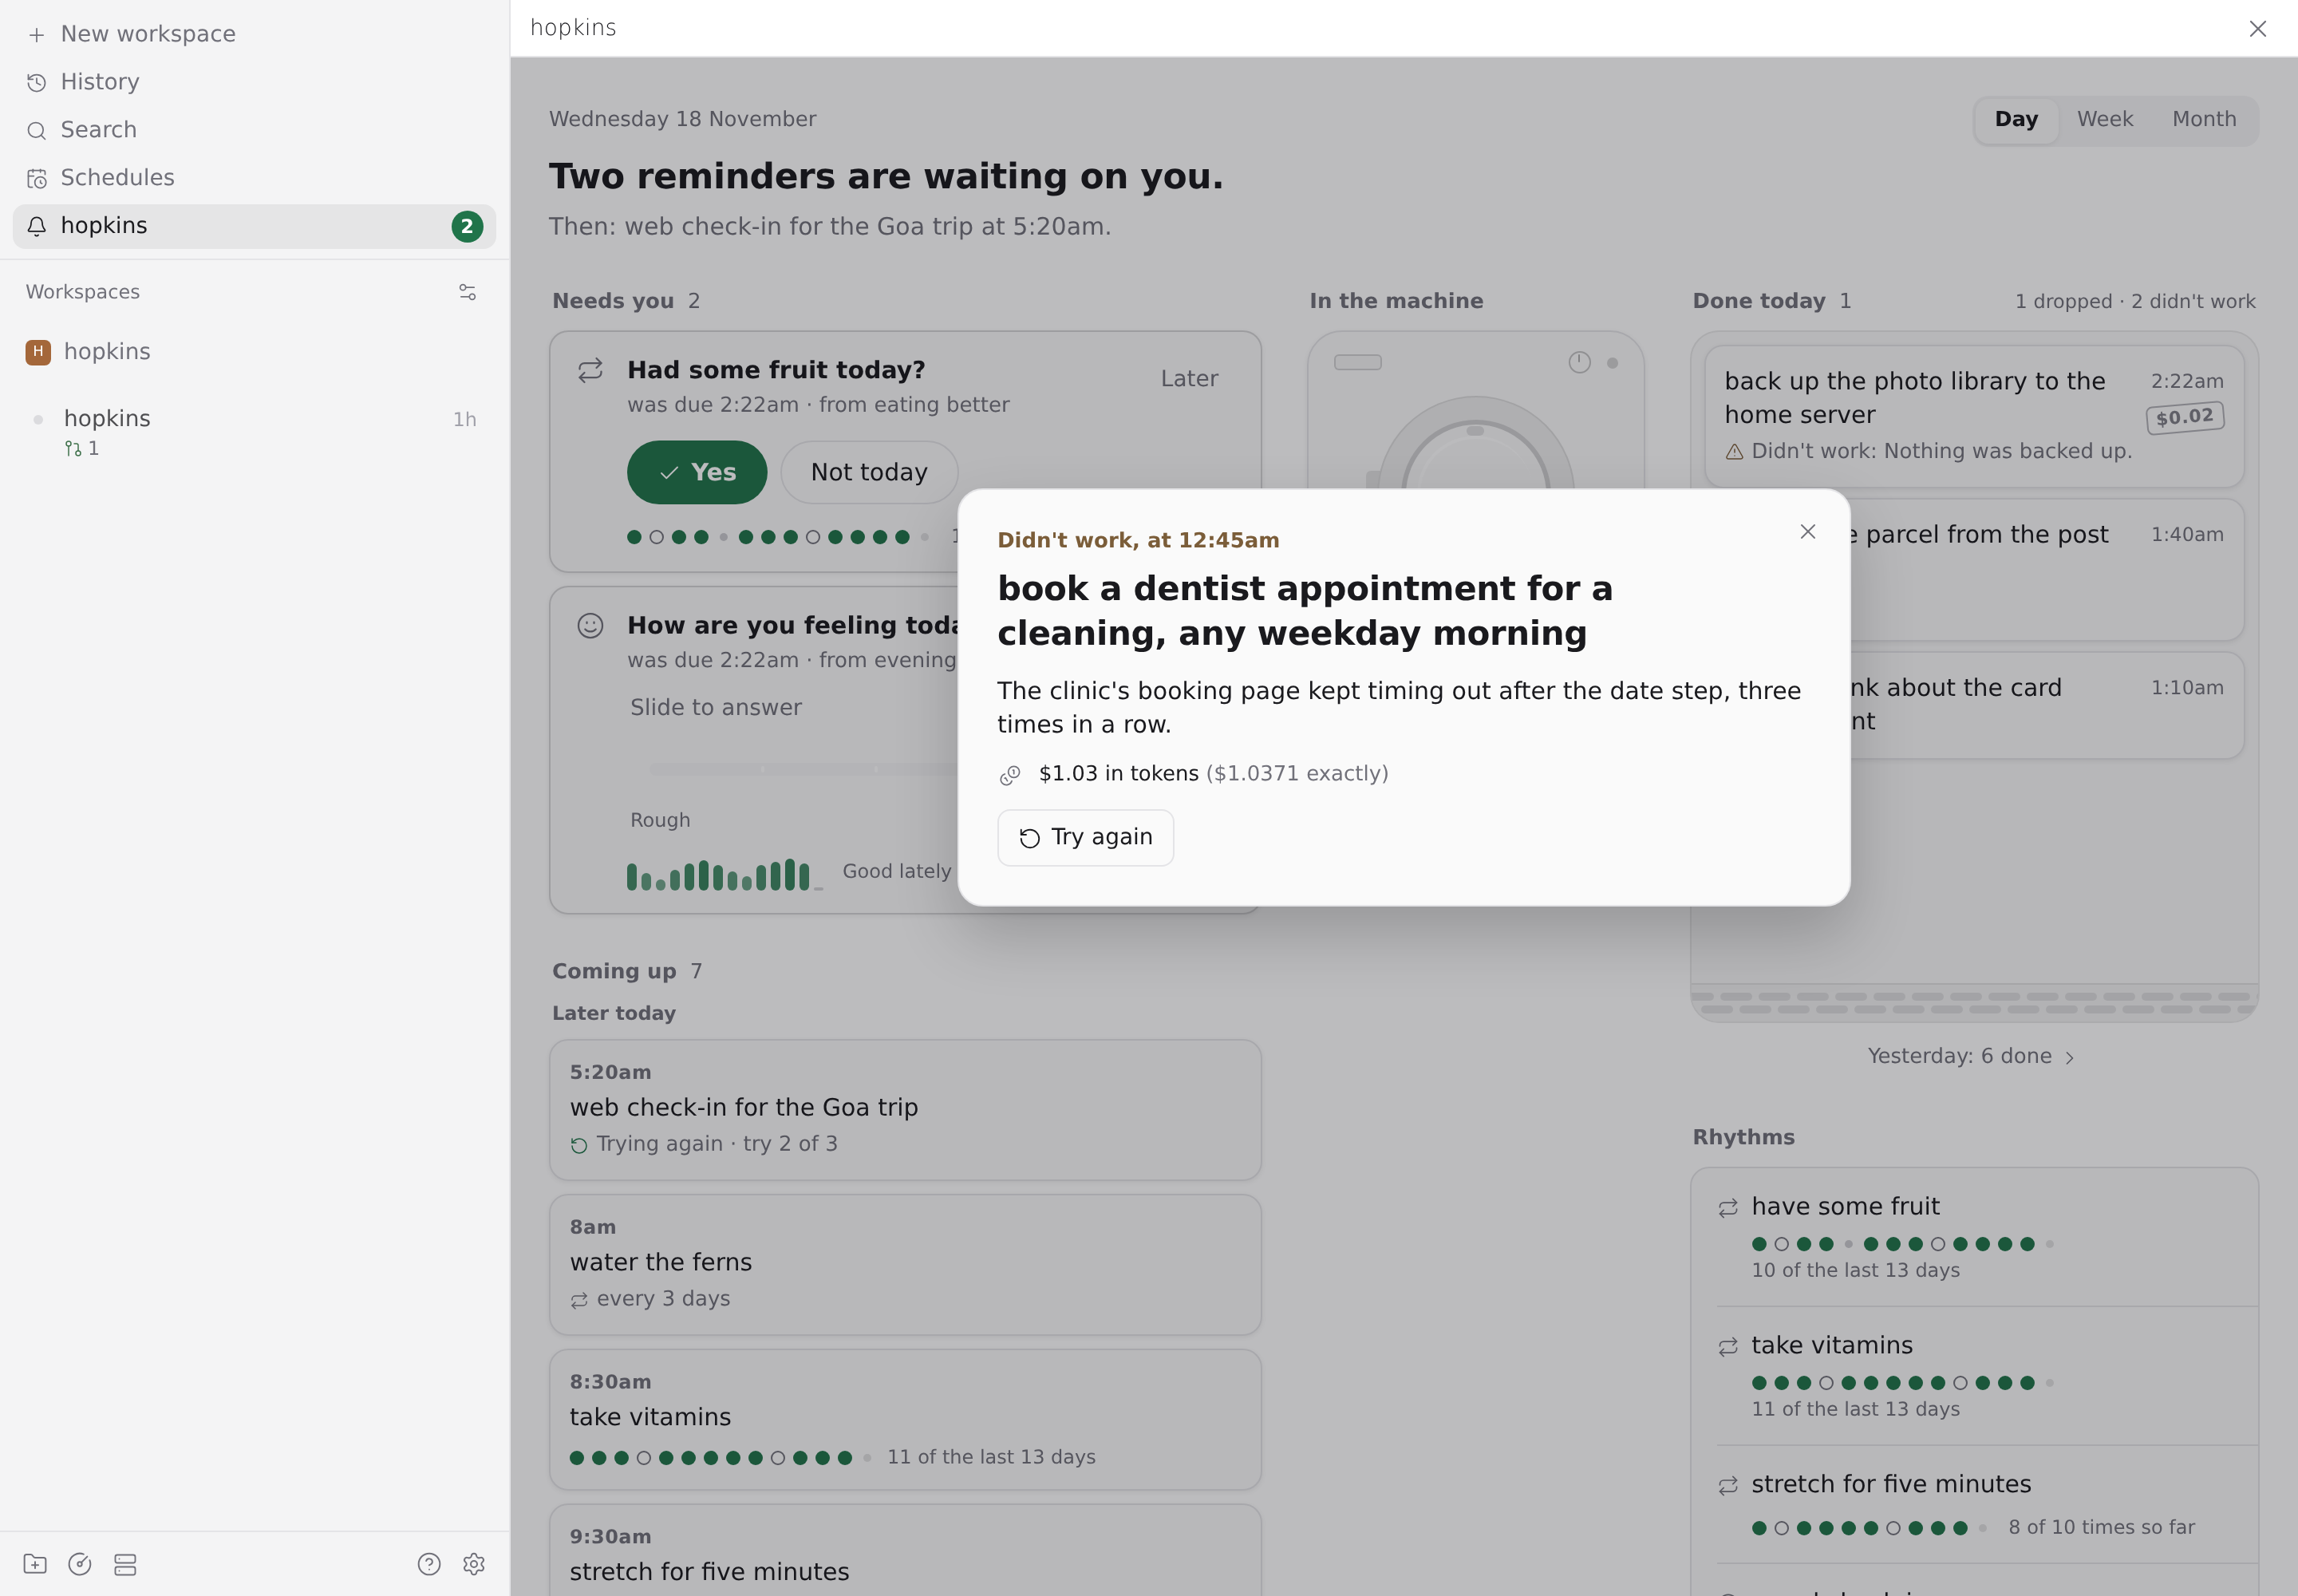 New workspace
History
Search
Schedules
hopkins
2
Workspaces
H
hopkins
hopkins
1h
1
hopkins
Wednesday 18 November
Day
Week
Month
Two reminders are waiting on you.
Then: web check-in for the Goa trip at 5:20am.
Needs you 2
Had some fruit today?
Later
was due 2:22am · from eating better
Yes
Not today
How are you feeling
was due 2:22am · from evening
Slide to answer
Rough
Good lately
In the machine
Done today 1
1 dropped · 2 didn't work
back up the photo library to the
home server
2:22am
$0.02
Didn't work: Nothing was backed up.
parcel from the post
1:40am
about the card
1:10am
Didn't work, at 12:45am
book a dentist appointment for a
cleaning, any weekday morning
The clinic's booking page kept timing out after the date step, three
times in a row.
$1.03 in tokens ($1.0371 exactly)
Try again
Coming up 7
Later today
5:20am
web check-in for the Goa trip
Trying again · try 2 of 3
8am
water the ferns
every 3 days
8:30am
take vitamins
11 of the last 13 days
9:30am
stretch for five minutes
Yesterday: 6 done
Rhythms
have some fruit
10 of the last 13 days
take vitamins
11 of the last 13 days
stretch for five minutes
8 of 10 times so far